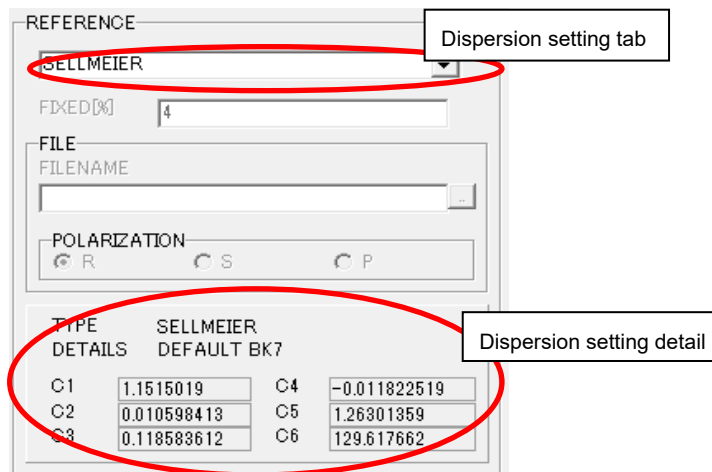 REFERENCE
Dispersion setting tab
SELLMEIER
FIXED[%] 4
FILE
FILENAME
..
POLARIZATION
R S P
TYPE SELLMEIER
DETAILS DEFAULT BK7
Dispersion setting detail
C1 1.1515019 C4 -0.011822519
C2 0.010598413 C5 1.26301359
C3 0.118583612 C6 129.617662